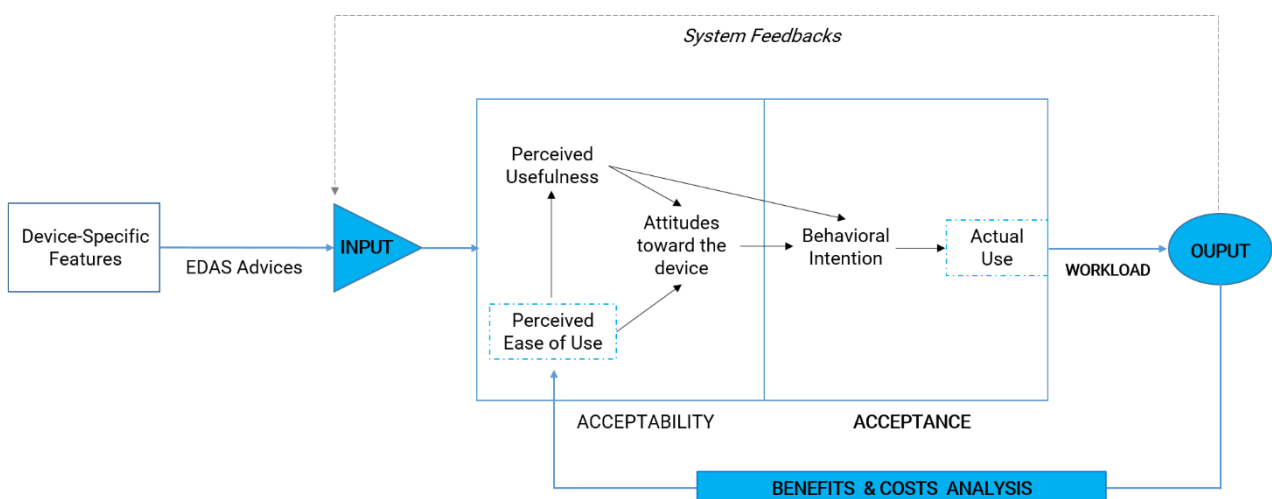 System Feedbacks
Device-Specific
Features
EDAS Advices
INPUT
Perceived
Usefulness
Attitudes
toward the
device
Perceived
Ease of Use
Behavioral
Intention
Actual
Use
WORKLOAD
OUPUT
ACCEPTABILITY
ACCEPTANCE
BENEFITS & COSTS ANALYSIS